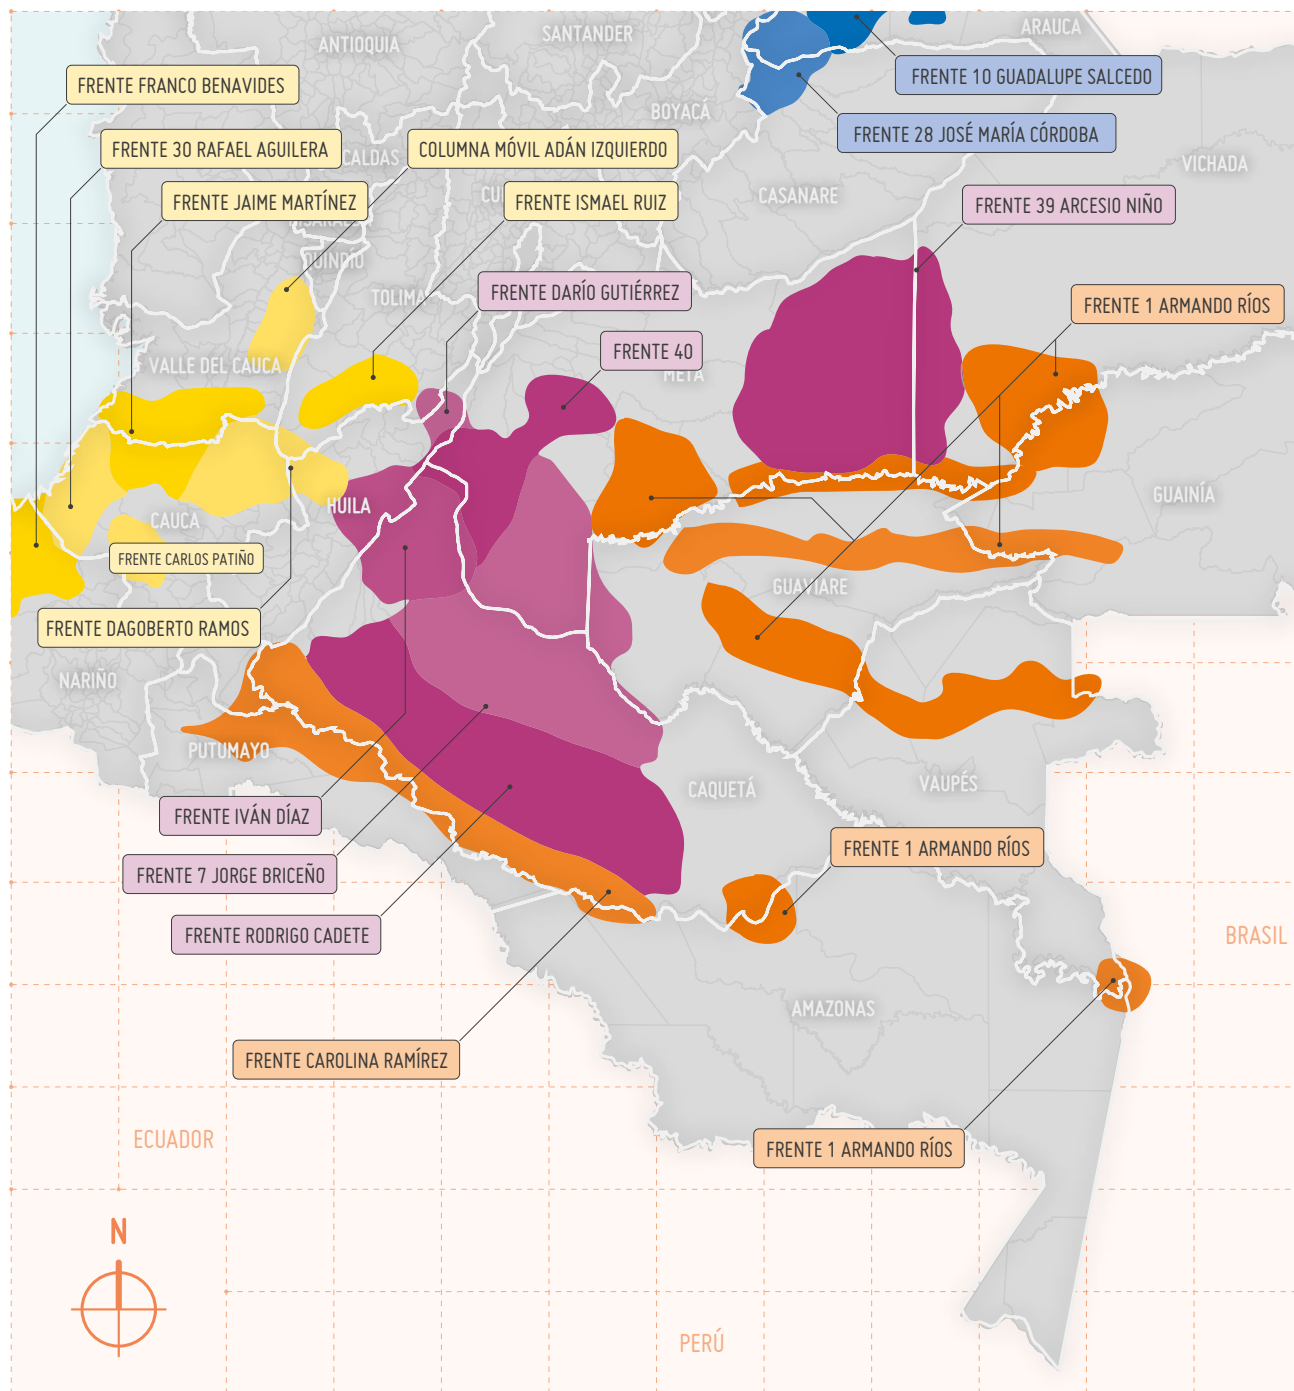 SANTANDER
ARAUCA
ANTIOQUIA
FRENTE 10 GUADALUPE SALCEDO
FRENTE FRANCO BENAVIDES
BOYACÁ
FRENTE 28 JOSÉ MARÍA CÓRDOBA
FRENTE 30 RAFAEL AGUILERA
CALDAS
COLUMNA MÓVIL ADÁN IZQUIERDO
VICHADA
CASANARE
FRENTE JAIME MARTÍNEZ
FRENTE ISMAEL RUIZ
FRENTE 39 ARCESIO NIÑO
QUINDÍO
TOLIMA
FRENTE DARÍO GUTIÉRREZ
FRENTE 1 ARMANDO RÍOS
FRENTE 40
VALLE DEL CAUCA
META
GUAINÍA
HUILA
CAUCA
FRENTE CARLOS PATIÑO
GUAVIARE
FRENTE DAGOBERTO RAMOS
NARIÑO
PUTUMAYO
CAQUETÁ
VAUPÉS
FRENTE IVÁN DÍAZ
FRENTE 1 ARMANDO RÍOS
FRENTE 7 JORGE BRICEÑO
FRENTE RODRIGO CADETE
BRASIL
AMAZONAS
FRENTE CAROLINA RAMÍREZ
ECUADOR
FRENTE 1 ARMANDO RÍOS
N
PERÚ